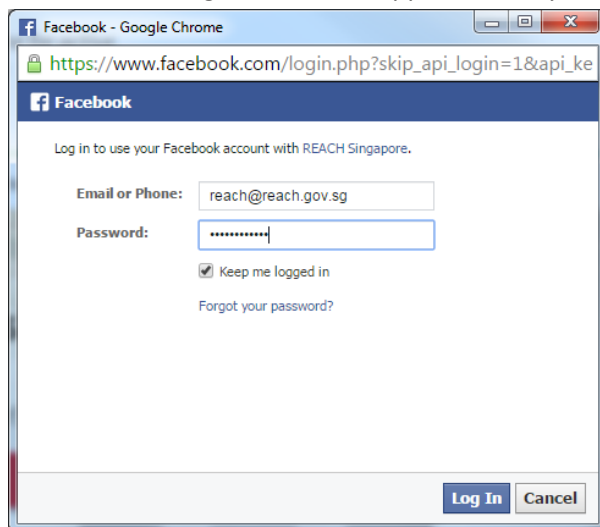 Facebook - Google Chrome
https://www.facebook.com/login.php?skip_api_login=1&api_ke
Facebook
Log in to use your Facebook account with REACH Singapore.
Email or Phone: reach@reach.gov.sg
Password: ••••••••••••
Keep me logged in
Forgot your password?
Log In Cancel